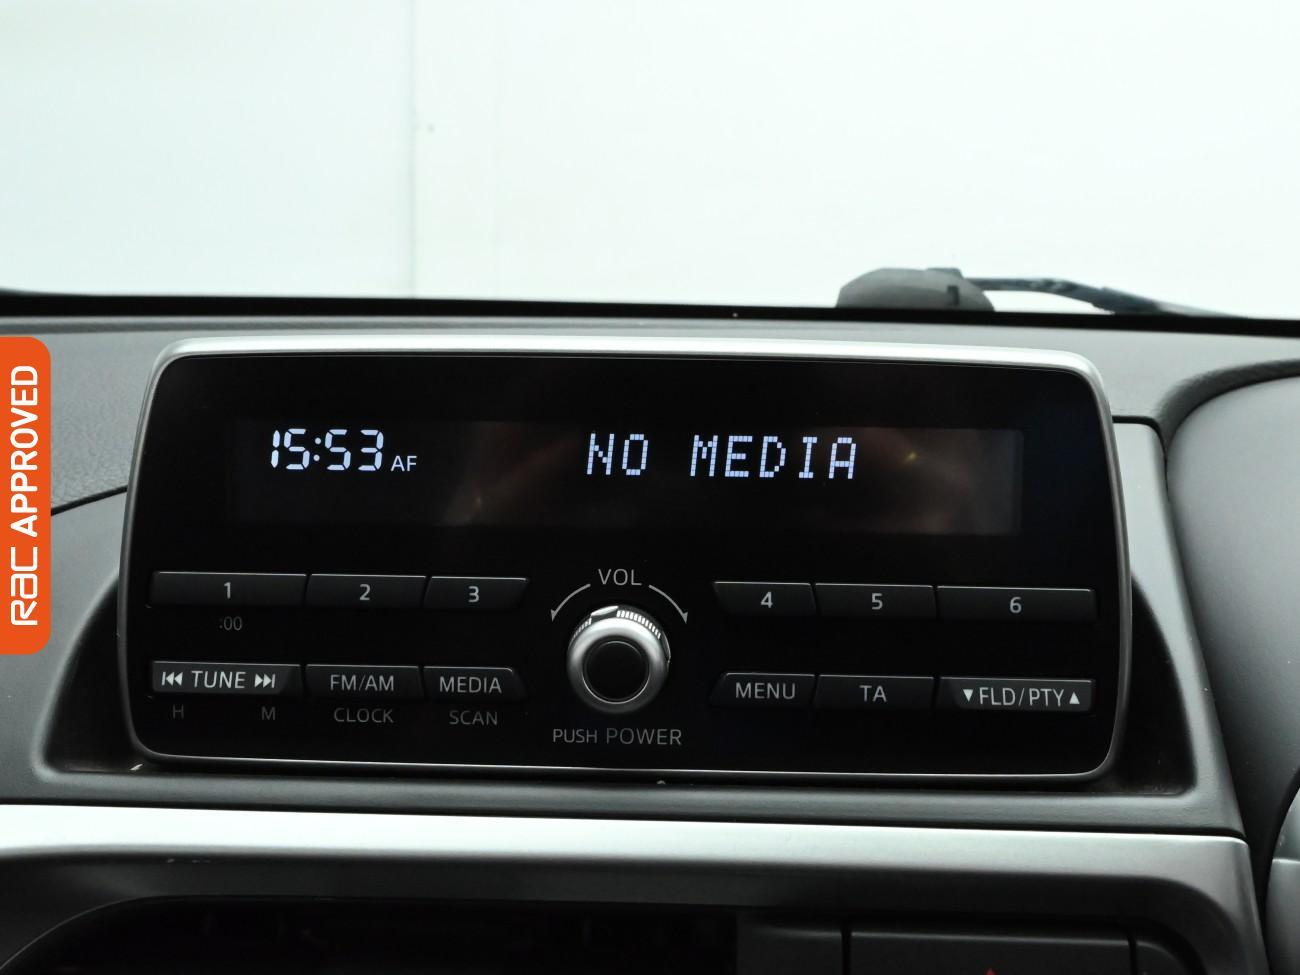 RAC APPROVED
15:53 AF NO MEDIA
VOL
1 2 3 4 5 6
:00
TUNE FM/AM MEDIA MENU TA ▼FLD/PTY▲
H M CLOCK SCAN
PUSH POWER